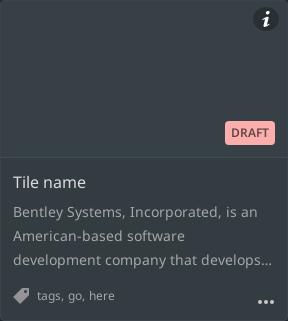 i
DRAFT
Tile name
Bentley Systems, Incorporated, is an
American-based software
development company that develops...
tags, go, here